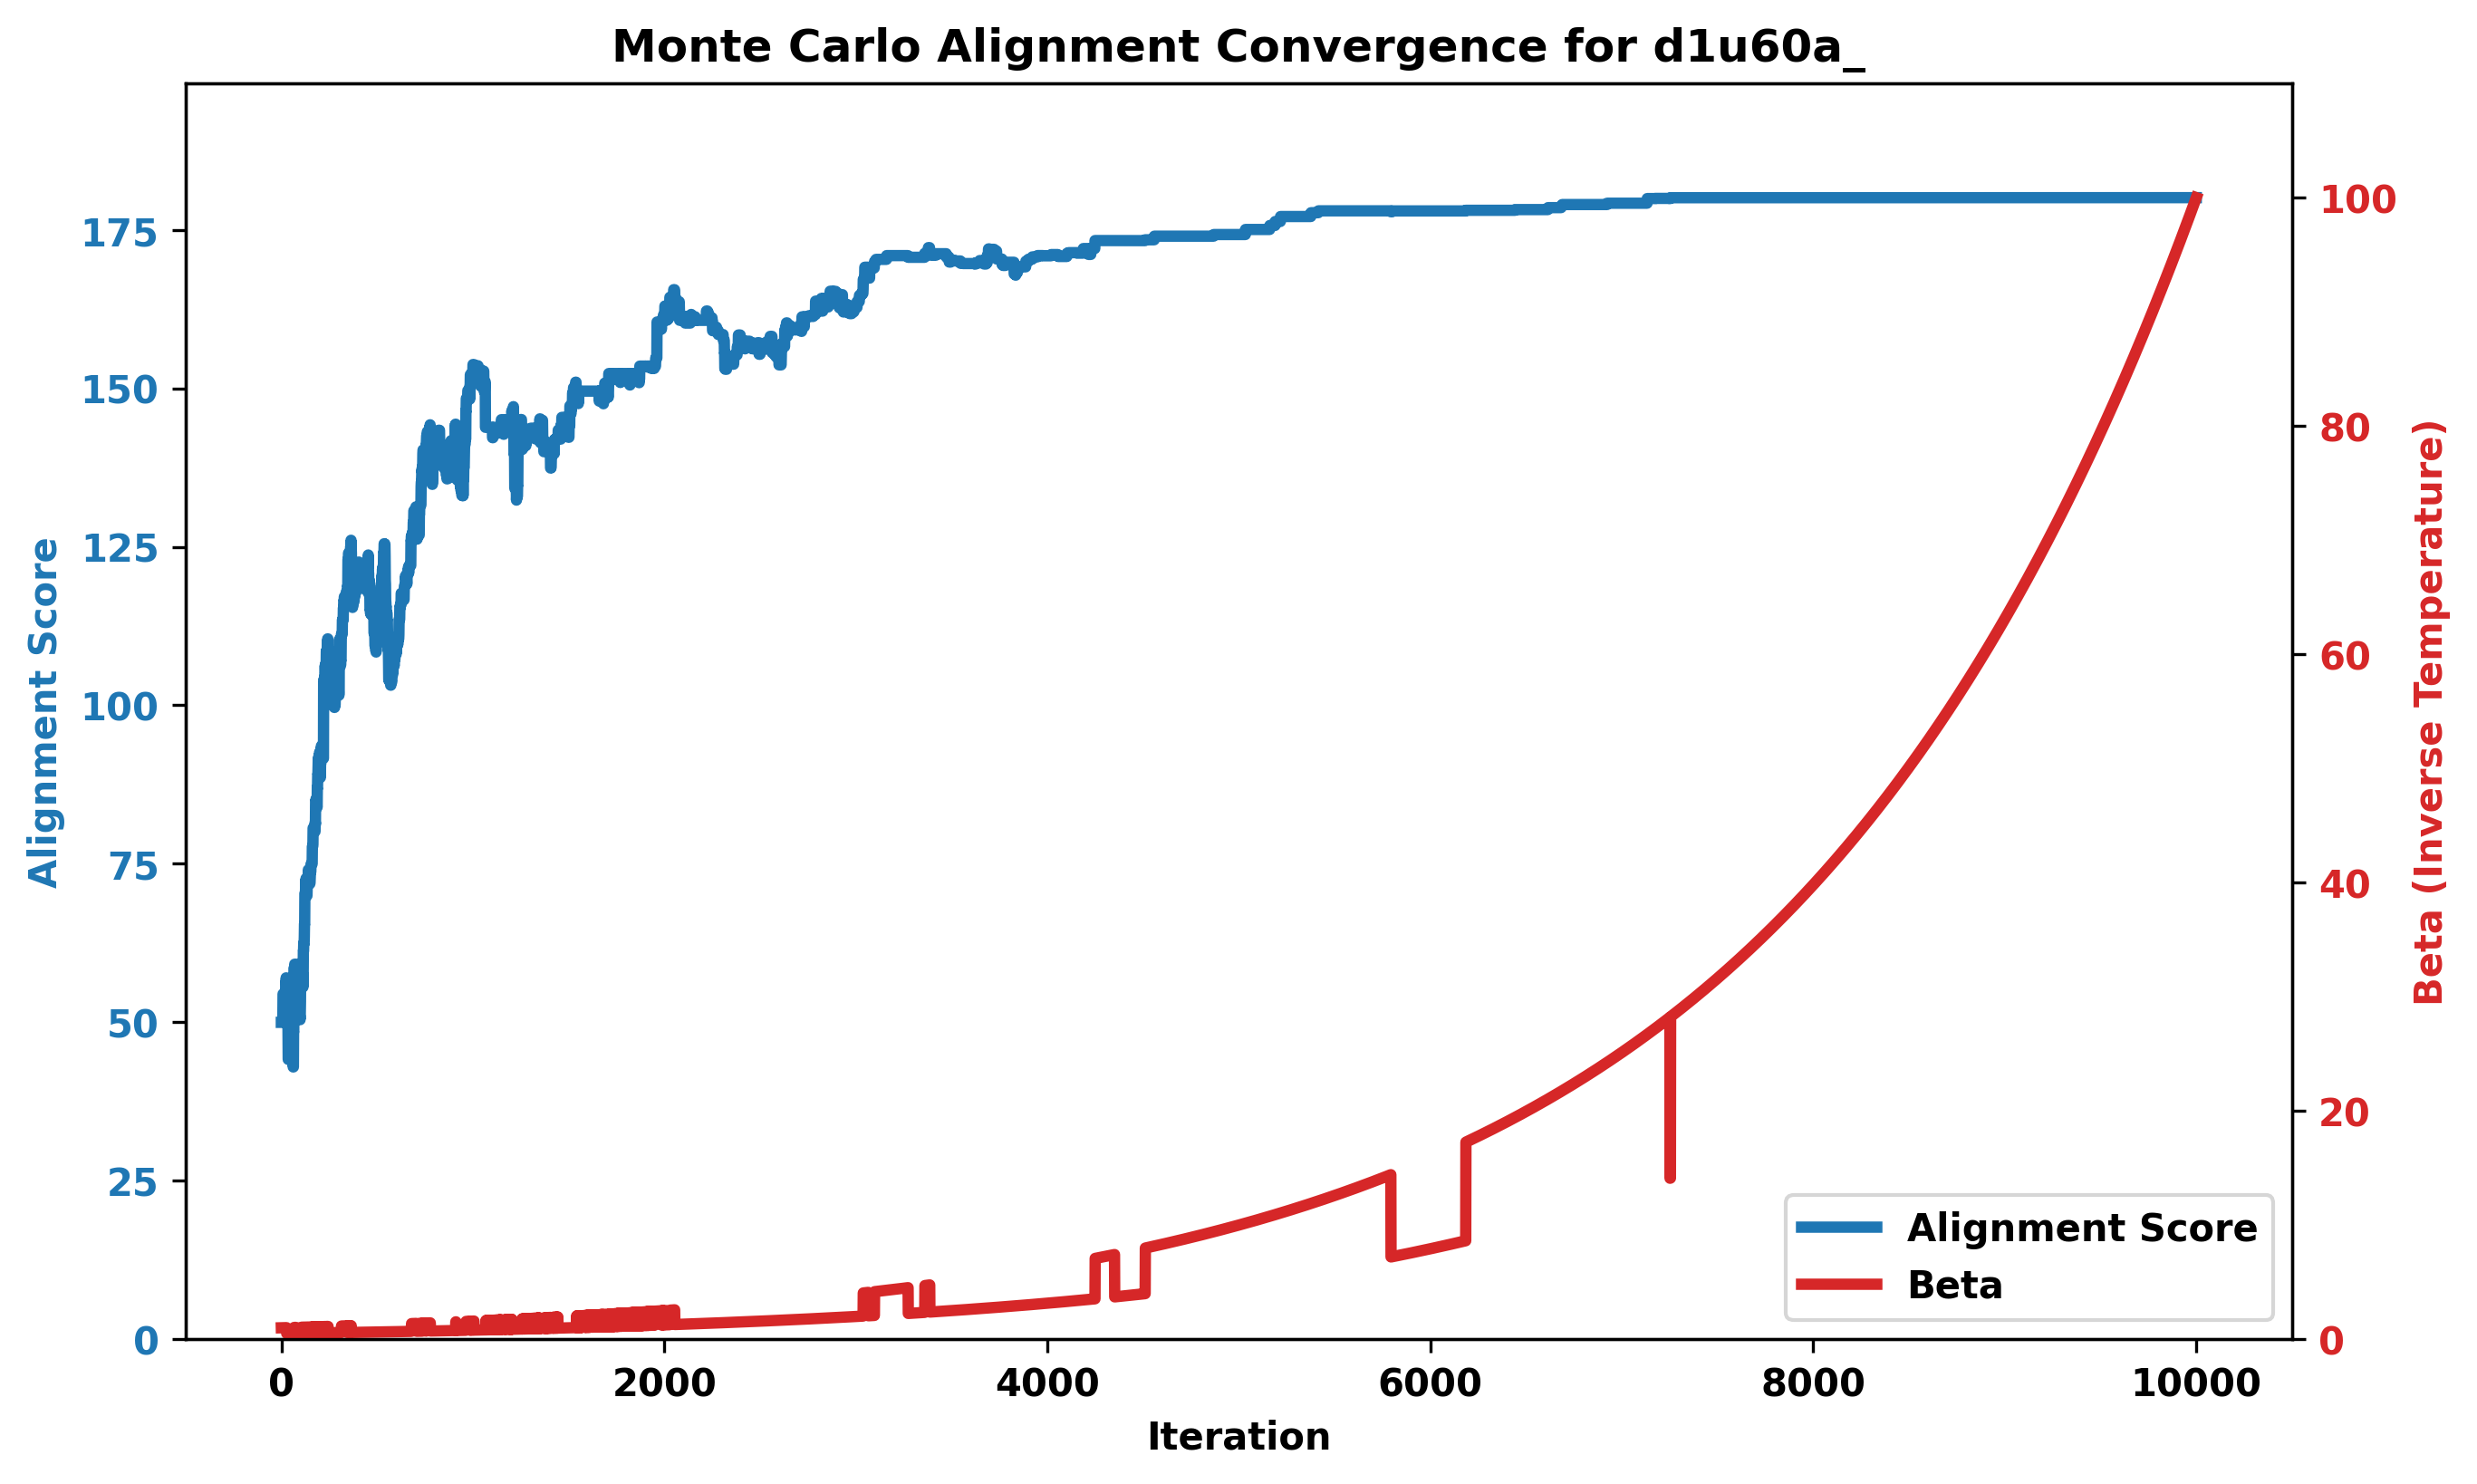 Monte Carlo Alignment Convergence for d1u60a_
Alignment Score
175
150
125
100
75
50
25
0
100
80
60
40
20
0
Beta (Inverse Temperature)
Alignment Score
Beta
0 2000 4000 6000 8000 10000
Iteration